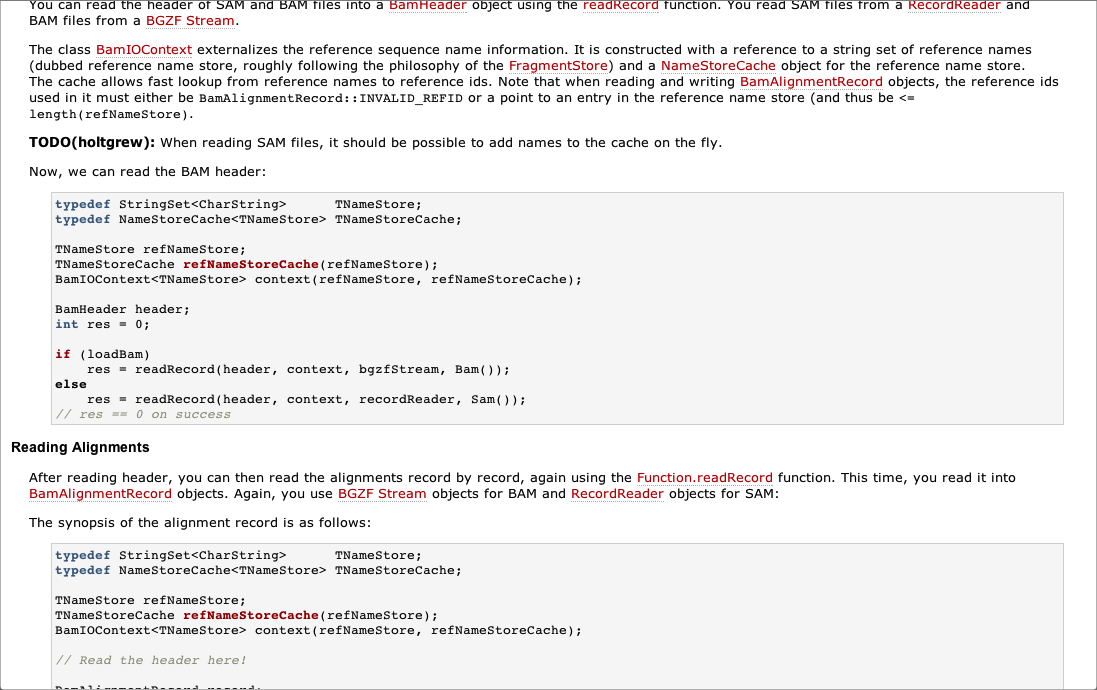 You can read the header of SAM and BAM files into a BamHeader object using the readRecord function. You read SAM files from a RecordReader and
BAM files from a BGZF Stream.
The class BamIOContext externalizes the reference sequence name information. It is constructed with a reference to a string set of reference names
(dubbed reference name store, roughly following the philosophy of the FragmentStore) and a NameStoreCache object for the reference name store.
The cache allows fast lookup from reference names to reference ids. Note that when reading and writing BamAlignmentRecord objects, the reference ids
used in it must either be BamAlignmentRecord::INVALID_REFID or a point to an entry in the reference name store (and thus be <=
length(refNameStore).
TODO(holtgrew): When reading SAM files, it should be possible to add names to the cache on the fly.
Now, we can read the BAM header:
typedef StringSet<CharString>      TNameStore;
typedef NameStoreCache<TNameStore> TNameStoreCache;
TNameStore refNameStore;
TNameStoreCache refNameStoreCache(refNameStore);
BamIOContext<TNameStore> context(refNameStore, refNameStoreCache);
BamHeader header;
int res = 0;
if (loadBam)
    res = readRecord(header, context, bgzfStream, Bam());
else
    res = readRecord(header, context, recordReader, Sam());
// res == 0 on success
Reading Alignments
After reading header, you can then read the alignments record by record, again using the Function.readRecord function. This time, you read it into
BamAlignmentRecord objects. Again, you use BGZF Stream objects for BAM and RecordReader objects for SAM:
The synopsis of the alignment record is as follows:
typedef StringSet<CharString>      TNameStore;
typedef NameStoreCache<TNameStore> TNameStoreCache;
TNameStore refNameStore;
TNameStoreCache refNameStoreCache(refNameStore);
BamIOContext<TNameStore> context(refNameStore, refNameStoreCache);
// Read the header here!
BamAlignmentRecord record;